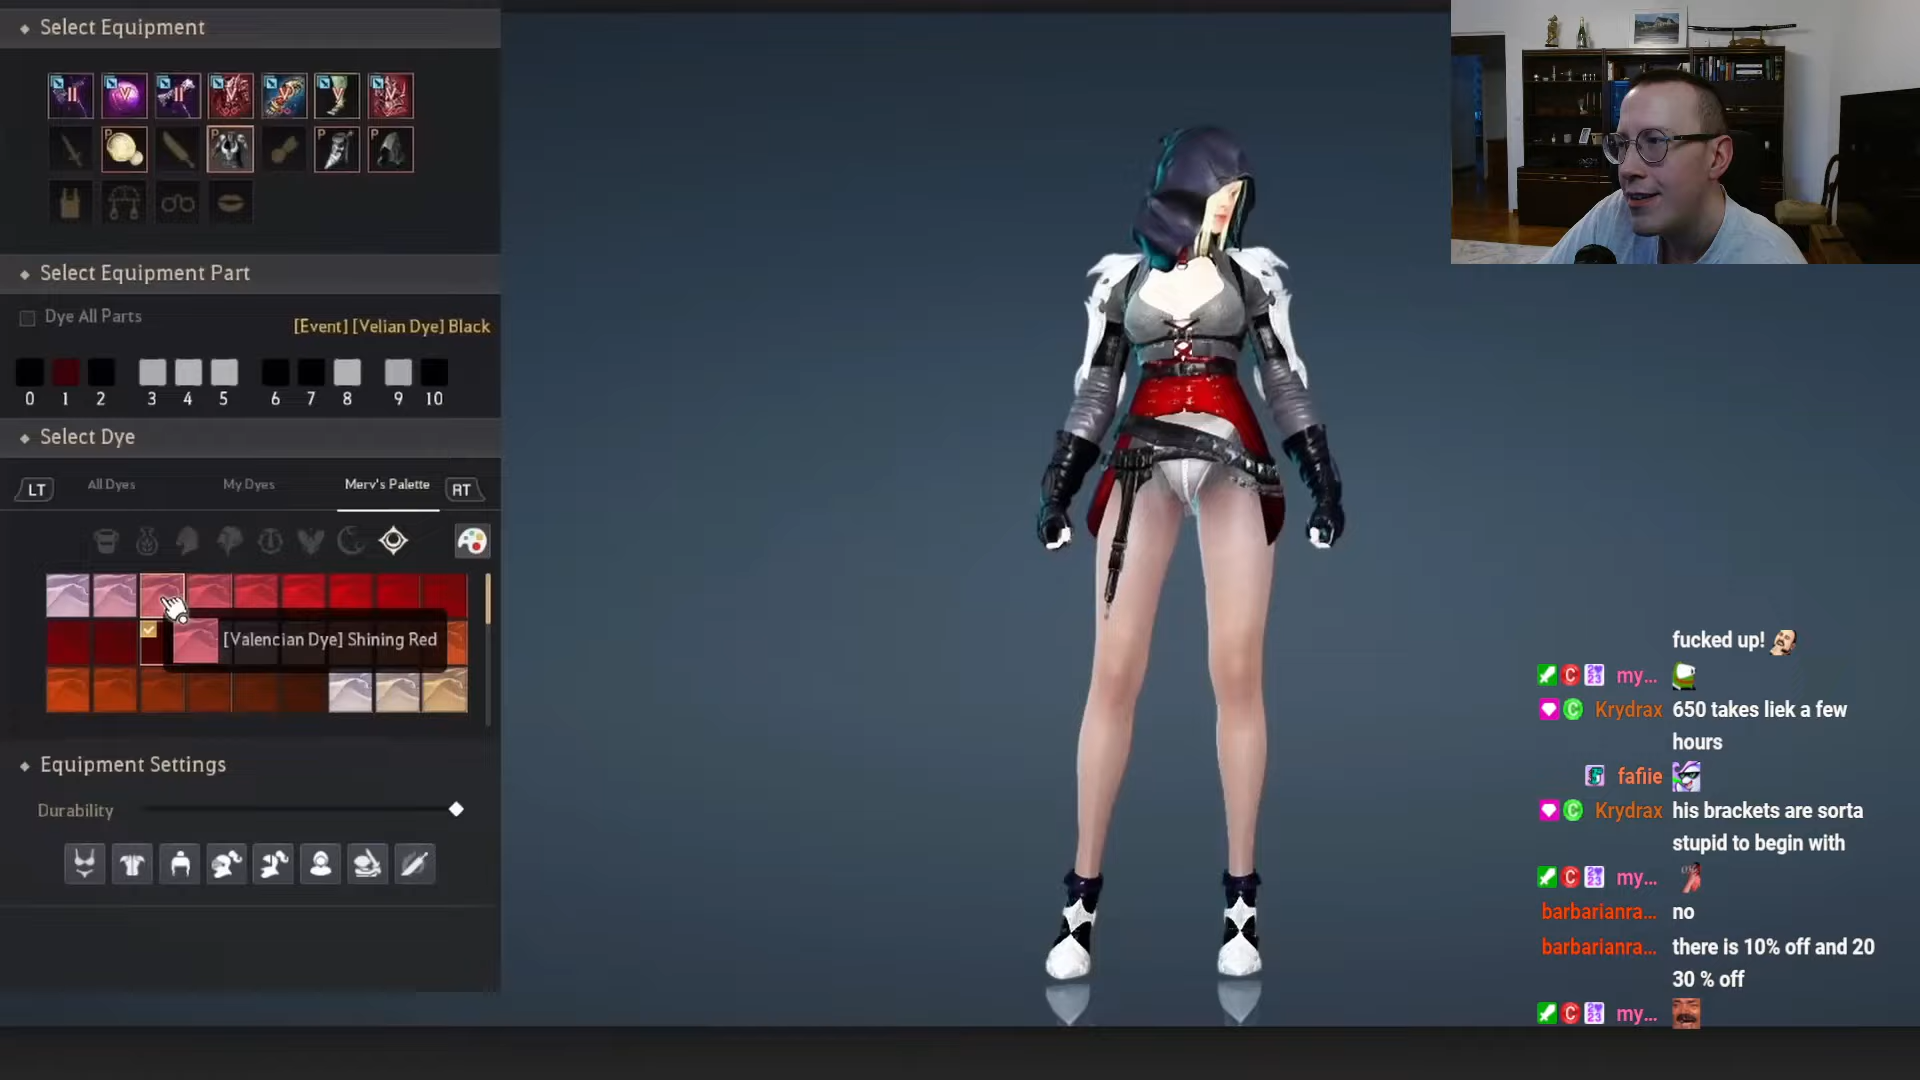 Select Equipment
II V II V V V V
P P P P
Select Equipment Part
Dye All Parts
[Event] [Velian Dye] Black
0 1 2 3 4 5 6 7 8 9 10
Select Dye
LT All Dyes My Dyes Merv's Palette RT
[Valencian Dye] Shining Red
Equipment Settings
Durability
fucked up!
my...
Krydrax 650 takes liek a few
hours
fafiie
Krydrax his brackets are sorta
stupid to begin with
my...
barbarianra... no
barbarianra... there is 10% off and 20
30 % off
my...